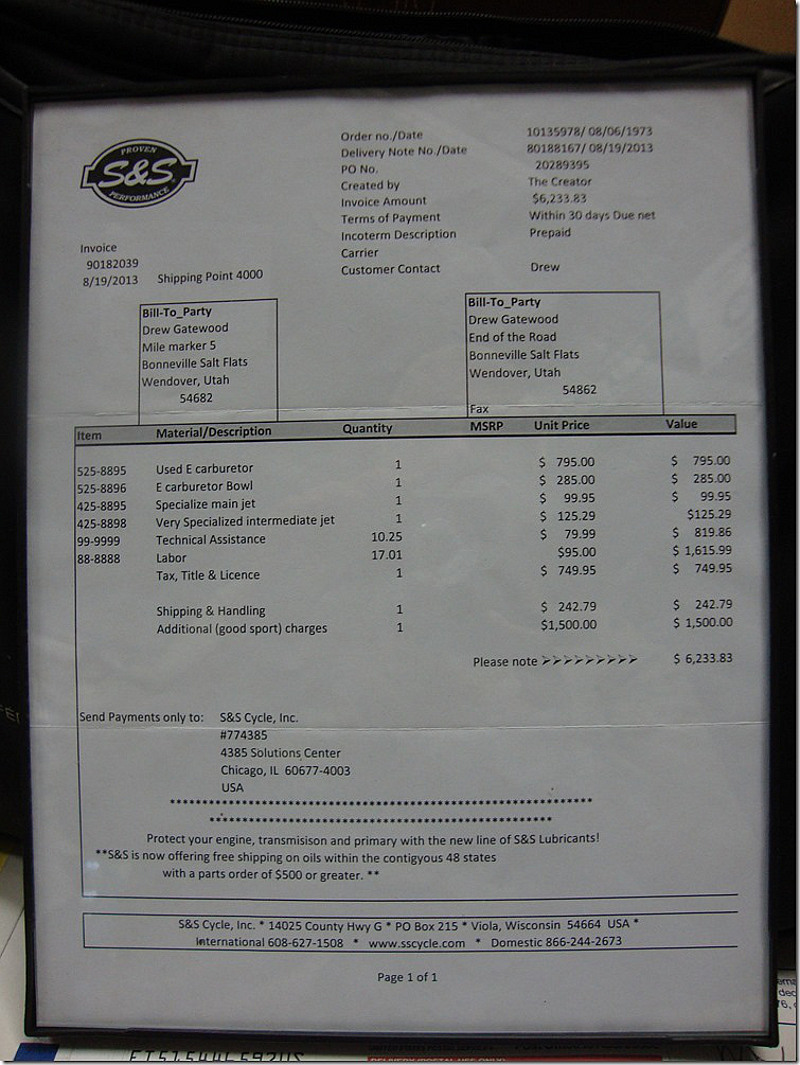 PROVEN
S&S
PERFORMANCE
Order no./Date 10135978/ 08/06/1973
Delivery Note No./Date 80188167/ 08/19/2013
PO No. 20289395
Created by The Creator
Invoice Amount $6,233.83
Terms of Payment Within 30 days Due net
Incoterm Description Prepaid
Carrier
Customer Contact Drew
Invoice
90182039
8/19/2013 Shipping Point 4000
Bill-To_Party
Drew Gatewood
Mile marker 5
Bonneville Salt Flats
Wendover, Utah
54682
Bill-To_Party
Drew Gatewood
End of the Road
Bonneville Salt Flats
Wendover, Utah
54862
Fax
Item Material/Description Quantity MSRP Unit Price Value
525-8895 Used E carburetor 1 $ 795.00 $ 795.00
525-8896 E carburetor Bowl 1 $ 285.00 $ 285.00
425-8895 Specialize main jet 1 $ 99.95 $ 99.95
425-8898 Very Specialized intermediate jet 1 $ 125.29 $125.29
99-9999 Technical Assistance 10.25 $ 79.99 $ 819.86
88-8888 Labor 17.01 $95.00 $ 1,615.99
Tax, Title & Licence 1 $ 749.95 $ 749.95
Shipping & Handling 1 $ 242.79 $ 242.79
Additional (good sport) charges 1 $1,500.00 $ 1,500.00
Please note ➢➢➢➢➢➢➢➢➢ $ 6,233.83
Send Payments only to: S&S Cycle, Inc.
#774385
4385 Solutions Center
Chicago, IL 60677-4003
USA
Protect your engine, transmisison and primary with the new line of S&S Lubricants!
**S&S is now offering free shipping on oils within the contigyous 48 states
with a parts order of $500 or greater. **
S&S Cycle, Inc. * 14025 County Hwy G * PO Box 215 * Viola, Wisconsin 54664 USA *
International 608-627-1508 * www.sscycle.com * Domestic 866-244-2673
Page 1 of 1